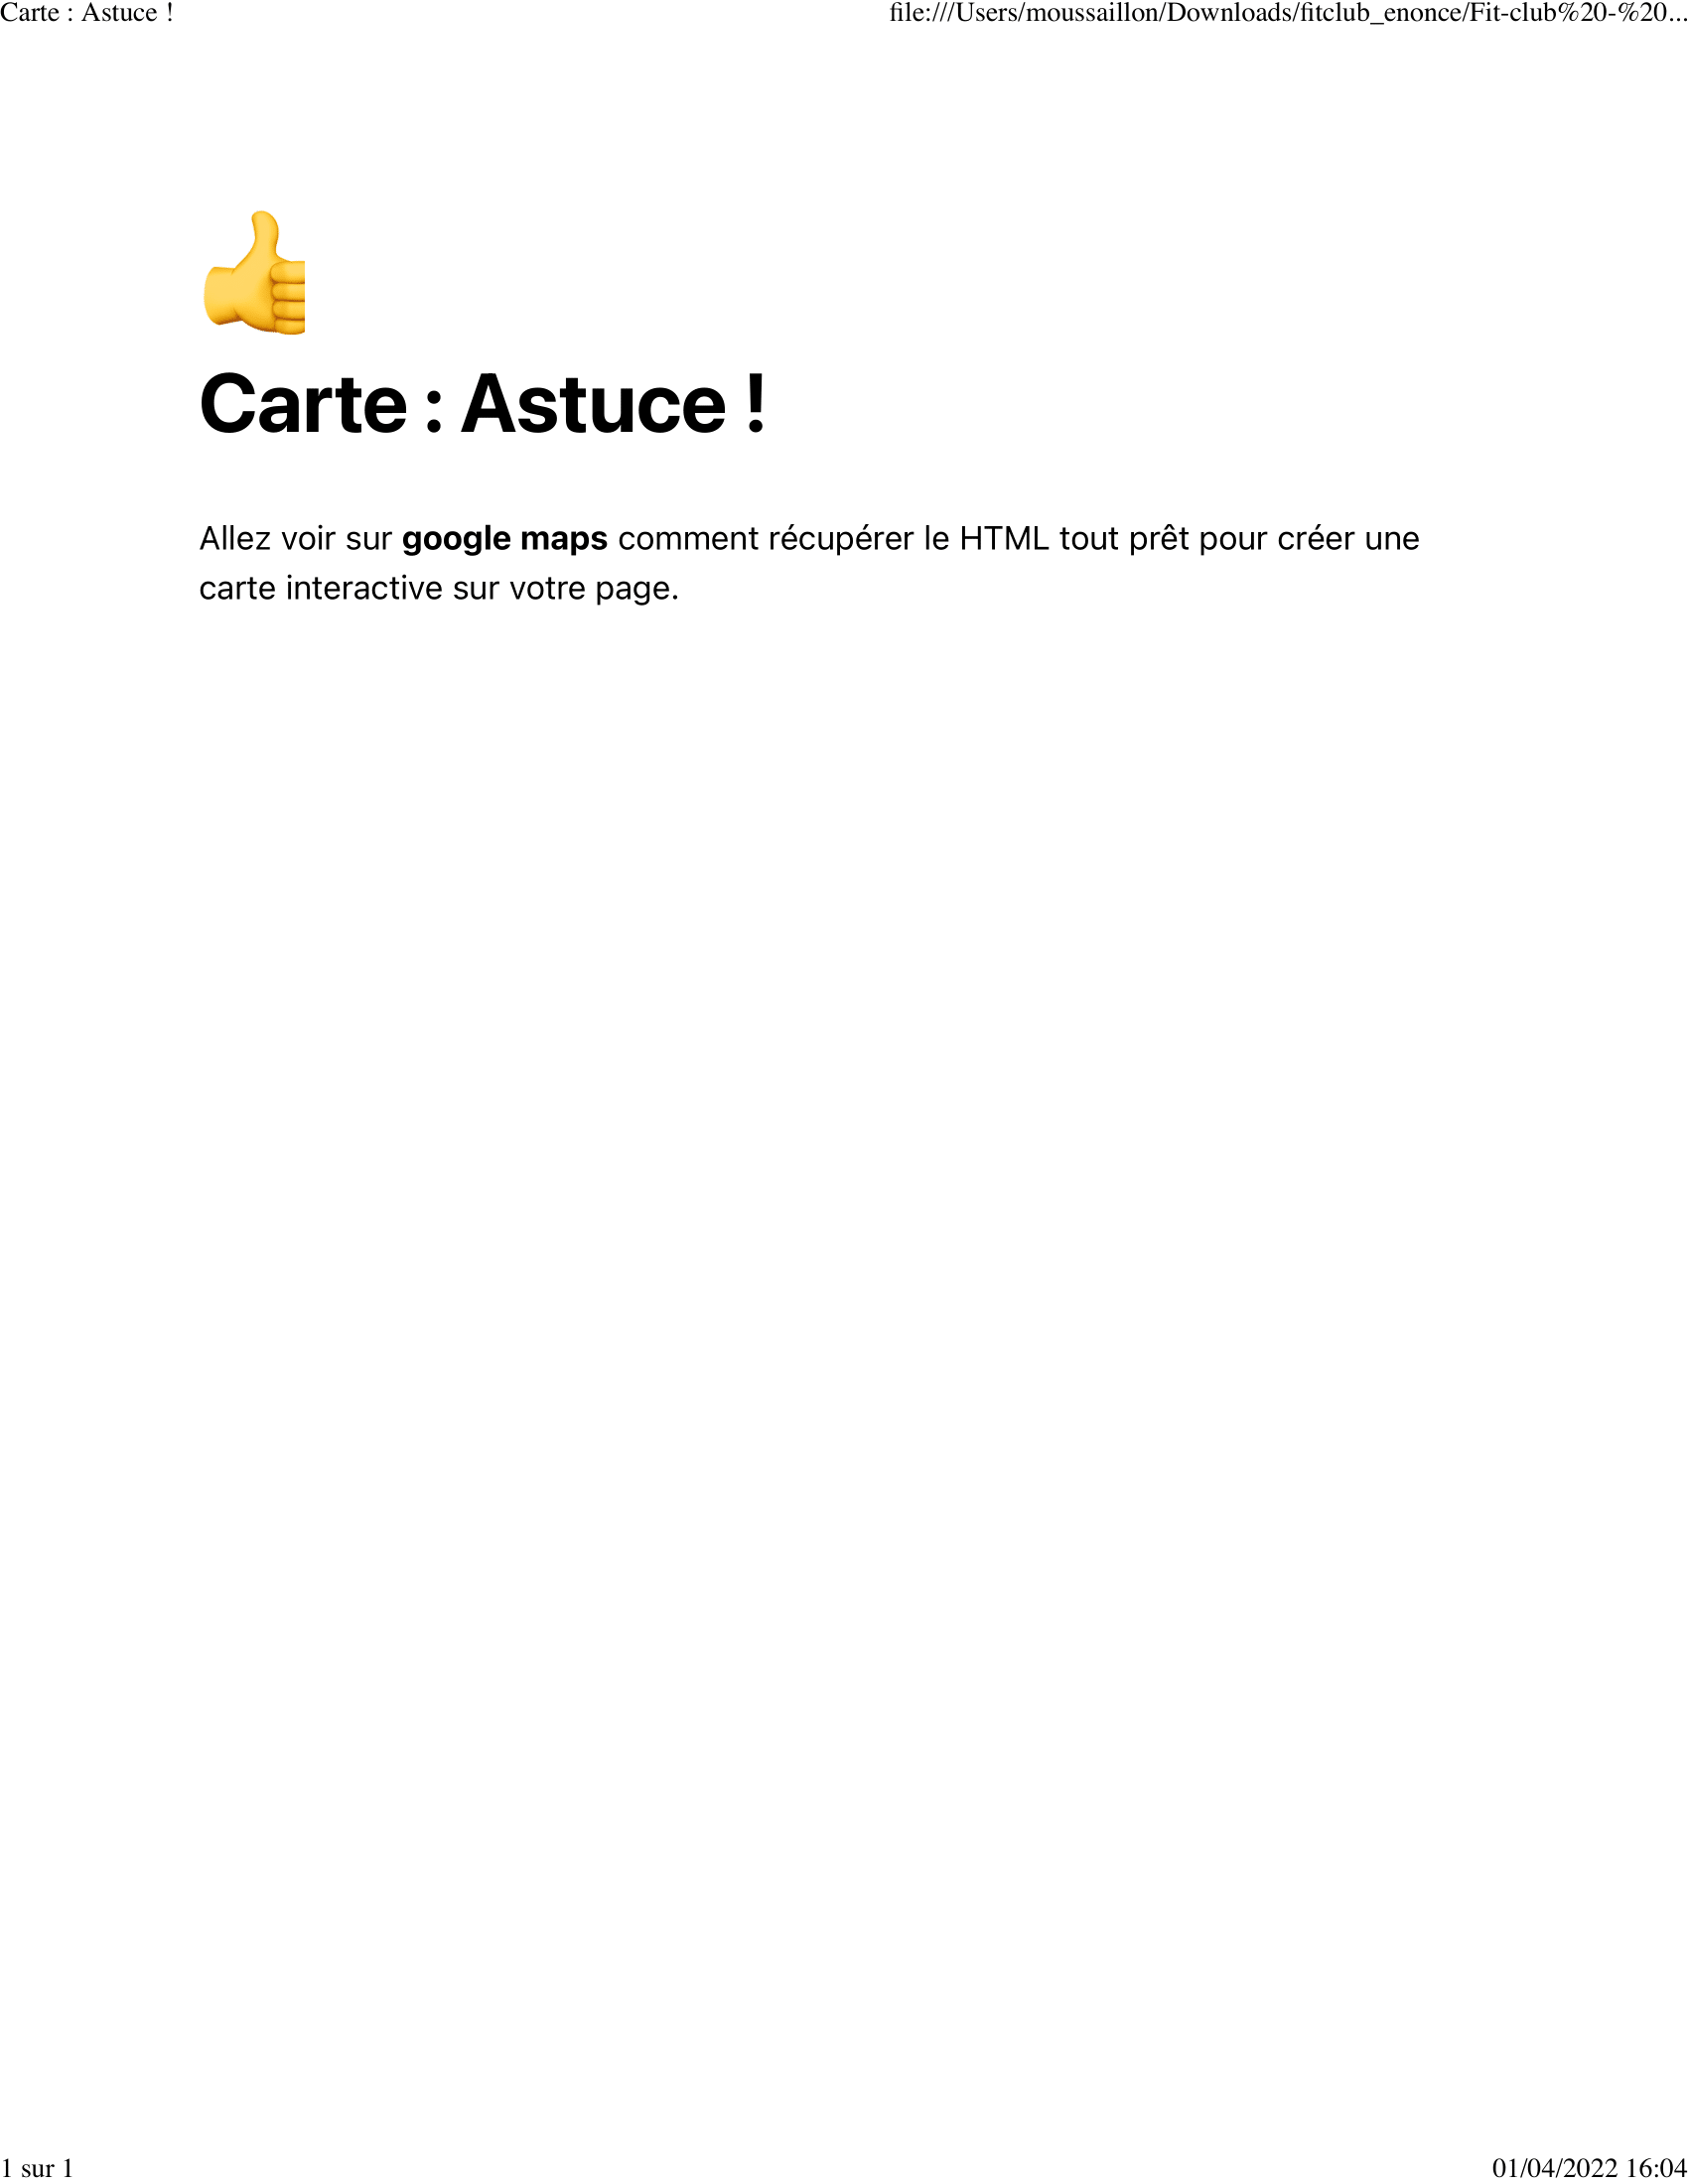 Carte : Astuce !
file:///Users/moussaillon/Downloads/fitclub_enonce/Fit-club%20-%20...
Carte : Astuce !
Allez voir sur google maps comment récupérer le HTML tout prêt pour créer une
carte interactive sur votre page.
1 sur 1
01/04/2022 16:04